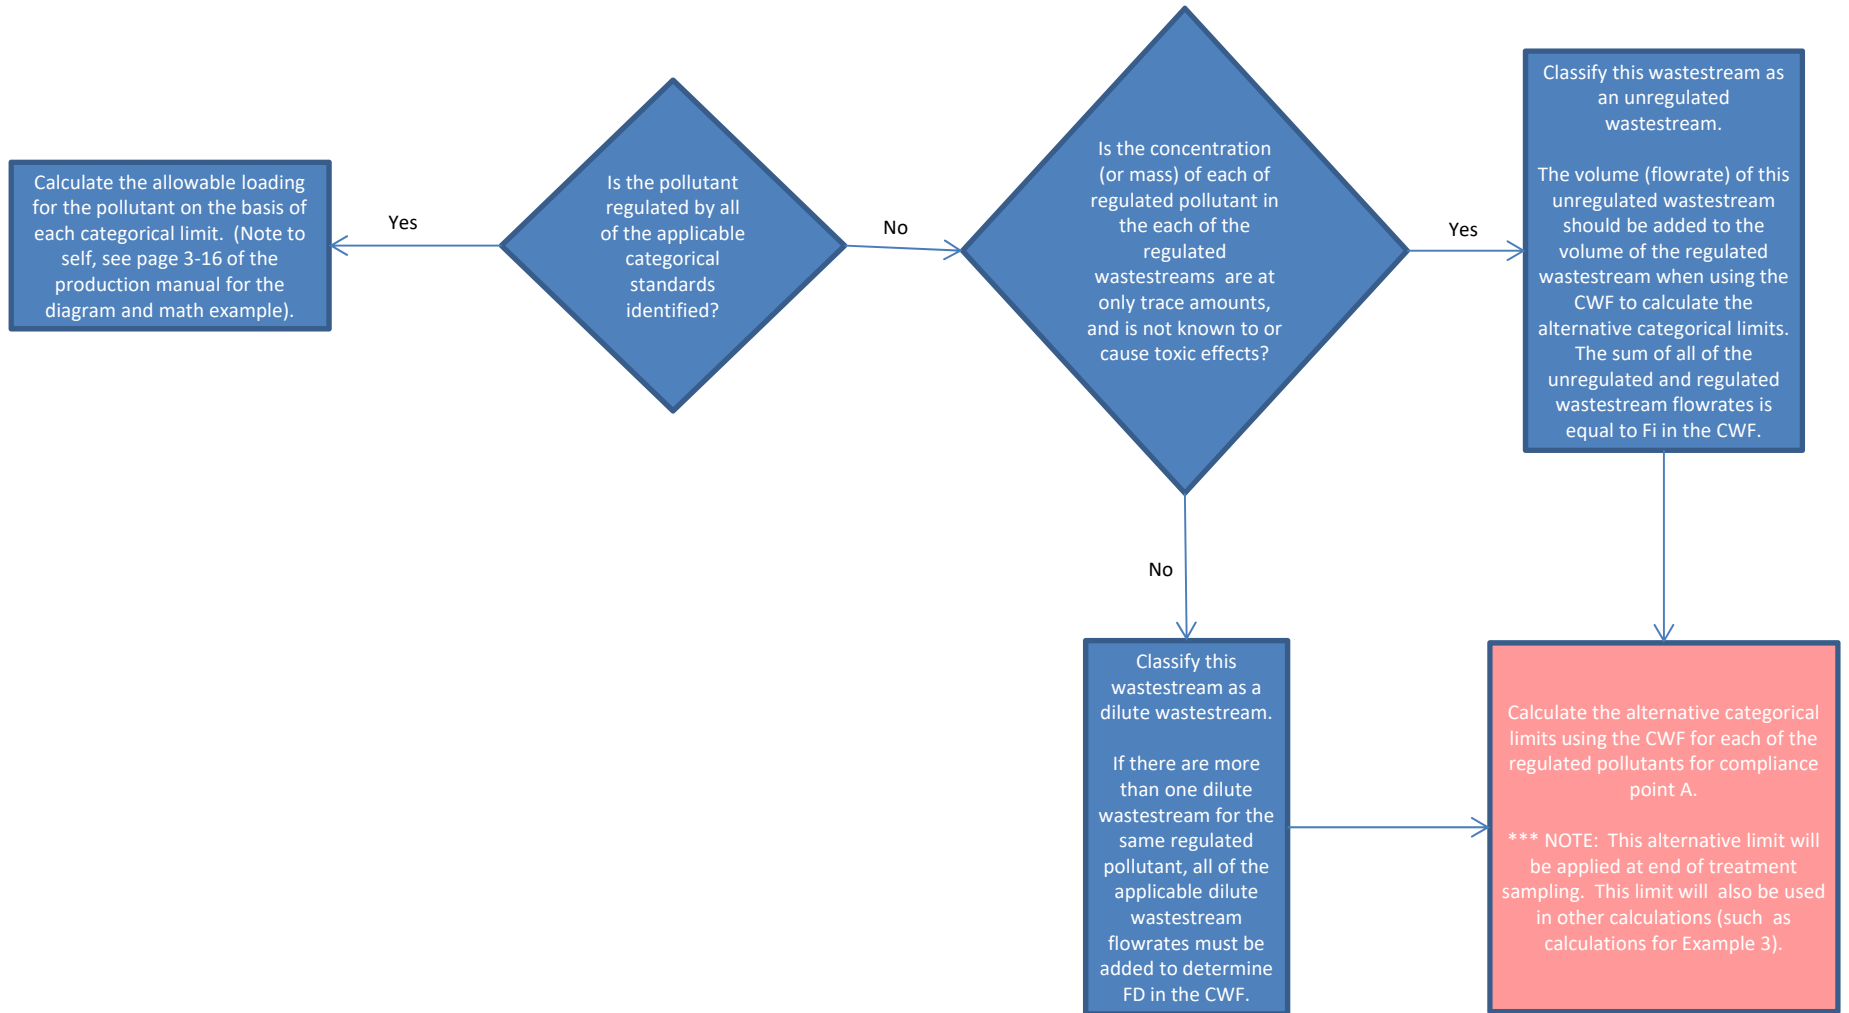 Calculate the allowable loading
for the pollutant on the basis of
each categorical limit.  (Note to
self, see page 3-16 of the
production manual for the
diagram and math example).
Yes
Is the pollutant
regulated by all
of the applicable
categorical
standards
identified?
No
Is the concentration
(or mass) of each of
regulated pollutant in
the each of the
regulated
wastestreams  are at
only trace amounts,
and is not known to or
cause toxic effects?
Yes
Classify this wastestream as
an unregulated
wastestream.
The volume (flowrate) of this
unregulated wastestream
should be added to the
volume of the regulated
wastestream when using the
CWF to calculate the
alternative categorical limits.
The sum of all of the
unregulated and regulated
wastestream flowrates is
equal to Fi in the CWF.
No
Classify this
wastestream as a
dilute wastestream.
If there are more
than one dilute
wastestream for the
same regulated
pollutant, all of the
applicable dilute
wastestream
flowrates must be
added to determine
FD in the CWF.
Calculate the alternative categorical
limits using the CWF for each of the
regulated pollutants for compliance
point A.
*** NOTE:  This alternative limit will
be applied at end of treatment
sampling.  This limit will  also be used
in other calculations (such  as
calculations for Example 3).